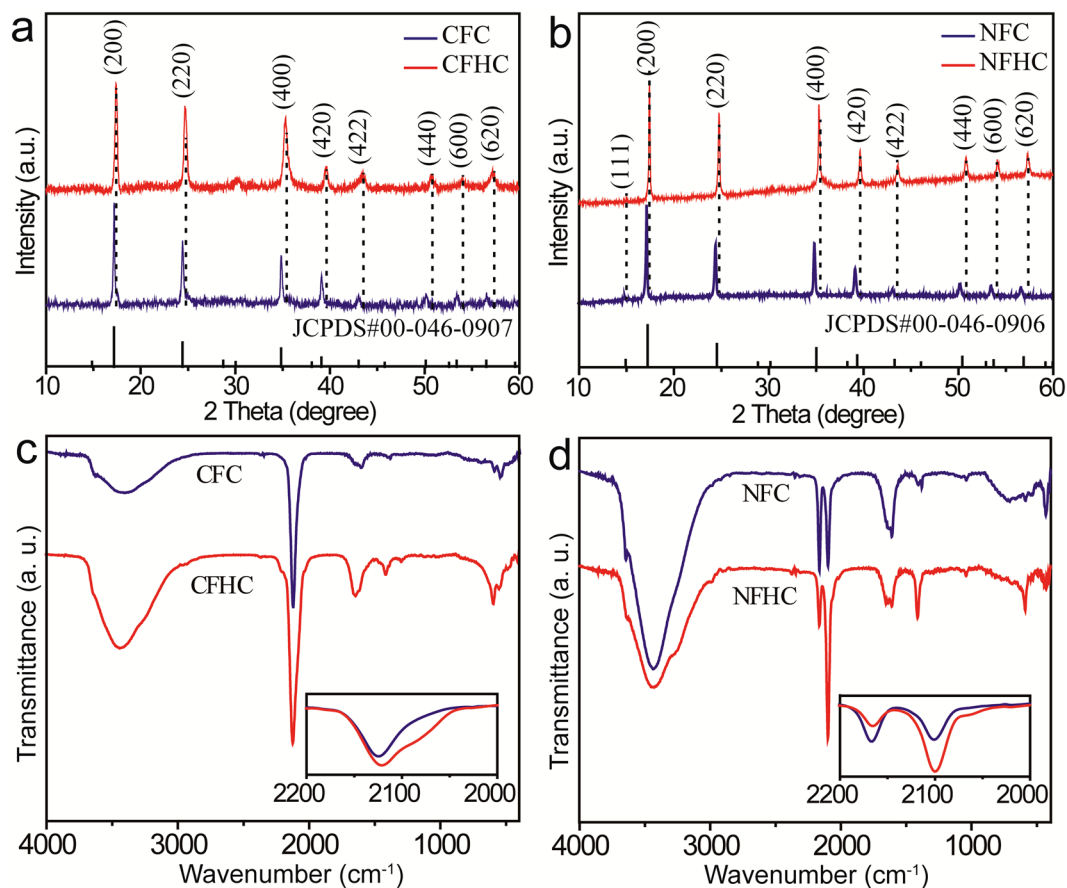 a
CFC
CFHC
(200)
(220)
(400)
(420)
(422)
(440)
(600)
(620)
Intensity (a.u.)
JCPDS#00-046-0907
10 20 30 40 50 60
2 Theta (degree)
b
NFC
NFHC
(111)
(200)
(220)
(400)
(420)
(422)
(440)
(600)
(620)
Intensity (a.u.)
JCPDS#00-046-0906
10 20 30 40 50 60
2 Theta (degree)
c
CFC
CFHC
Transmittance (a. u.)
2200 2100 2000
4000 3000 2000 1000
Wavenumber (cm⁻¹)
d
NFC
NFHC
Transmittance (a. u.)
2200 2100 2000
4000 3000 2000 1000
Wavenumber (cm⁻¹)